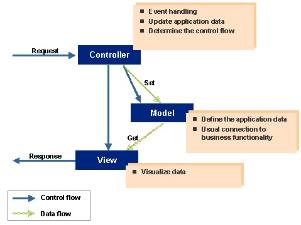 Event handling
Update application data
Determine the control flow
Request
Controller
Set
Model
Define the application data
Usual connection to
business functionality
Get
Response
View
Visualize data
Control flow
Data flow